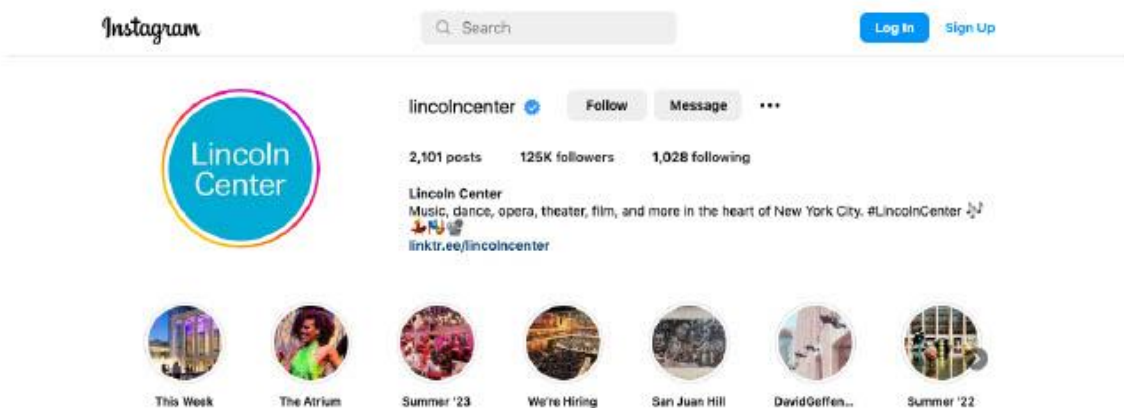 Instagram
Search
Log In
Sign Up
Lincoln
Center
lincolncenter Follow Message
2,101 posts 125K followers 1,028 following
Lincoln Center
Music, dance, opera, theater, film, and more in the heart of New York City. #LincolnCenter 🎶
💃🎭📽
linktr.ee/lincolncenter
This Week The Atrium Summer '23 We're Hiring San Juan Hill DavidGeffen... Summer '22